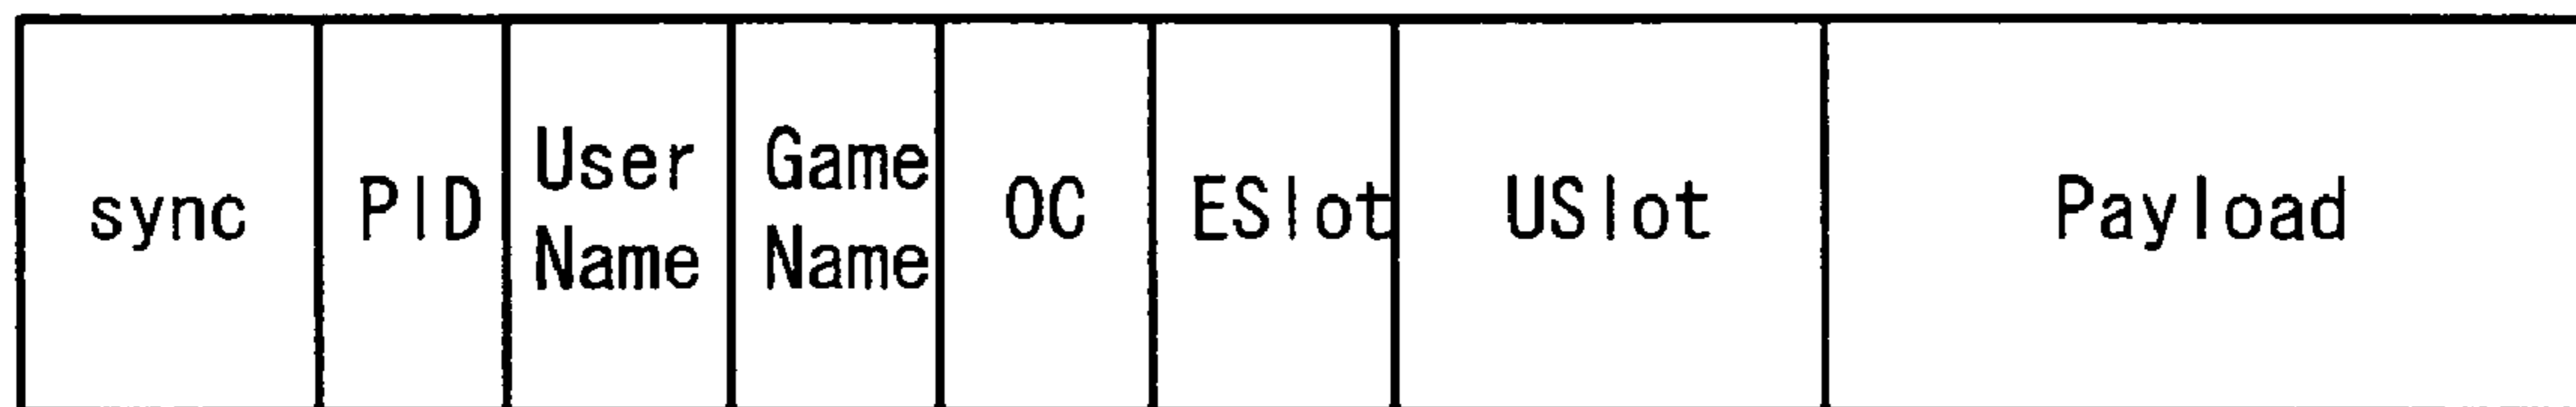 sync
PID
User
Name
Game
Name
OC
ESlot
USlot
Payload